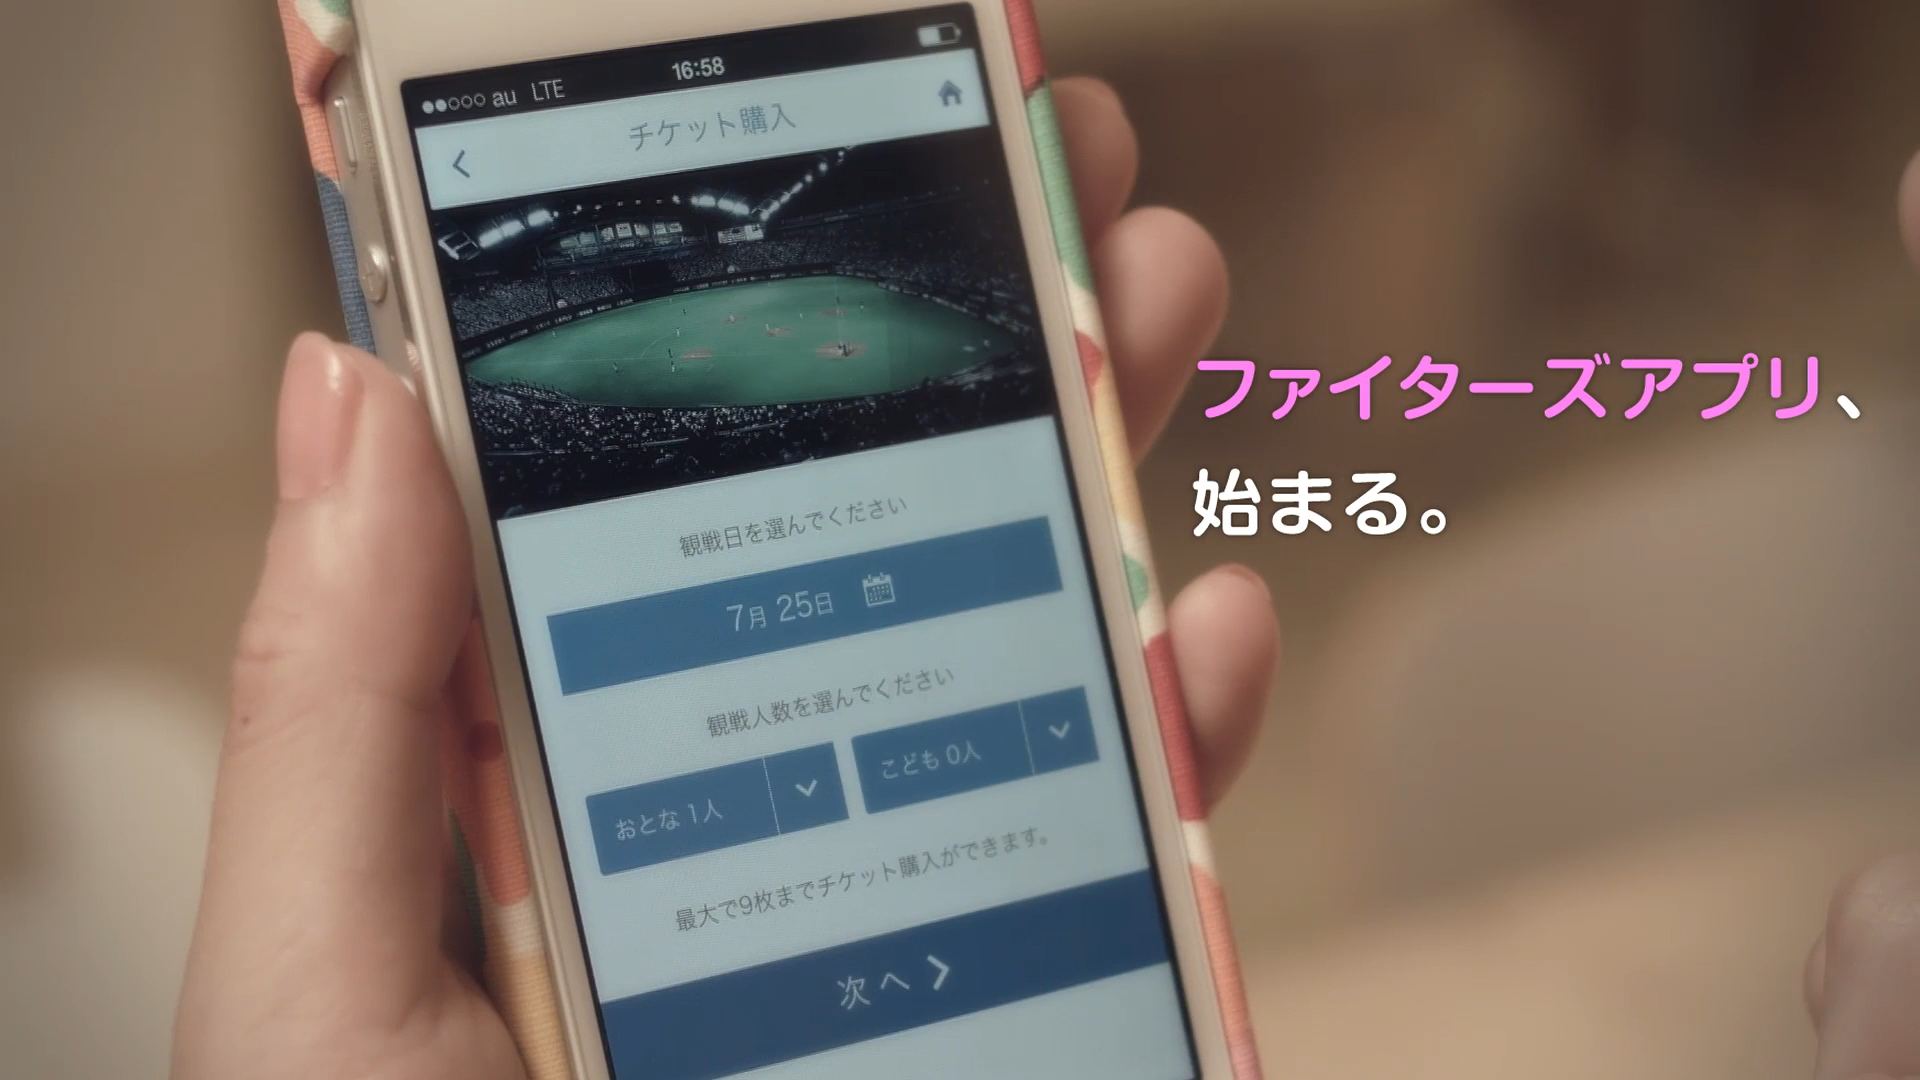 au LTE 16:58
チケット購入
観戦日を選んでください
7月 25日
観戦人数を選んでください
おとな 1人
こども 0人
最大で9枚までチケット購入ができます。
次へ
ファイターズアプリ、
始まる。